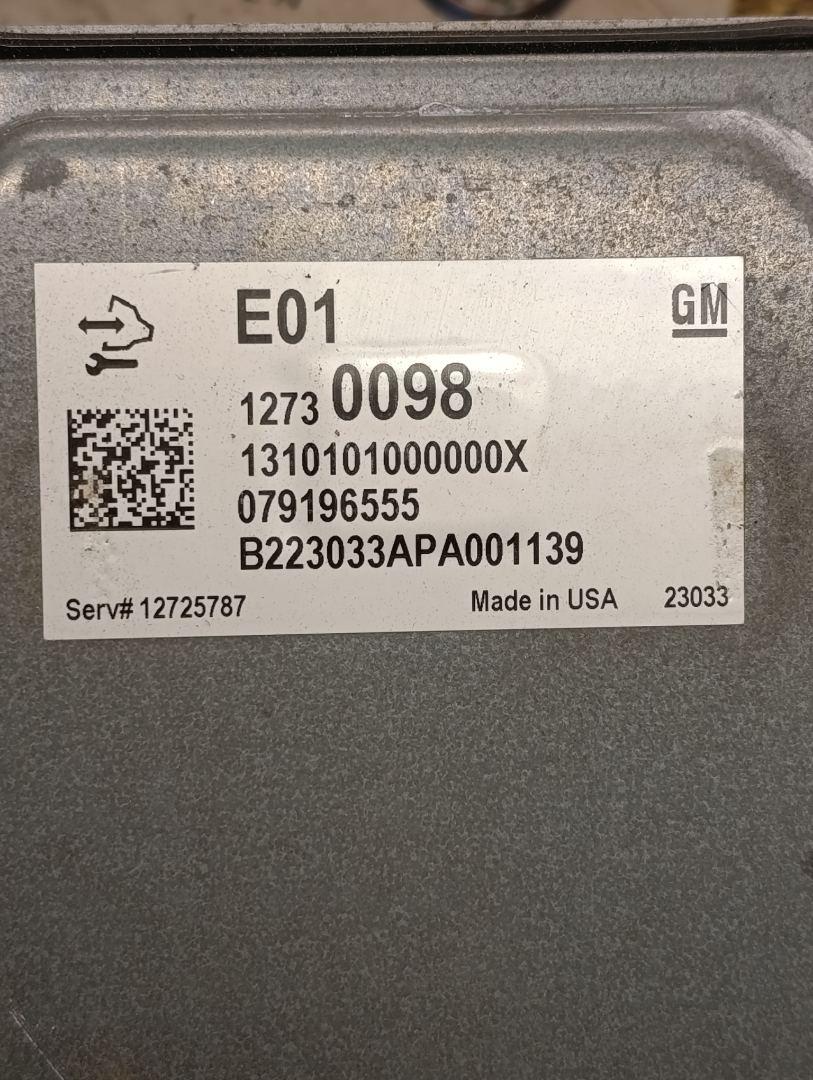 E01
GM
1273 0098
1310101000000X
079196555
B223033APA001139
Serv# 12725787
Made in USA
23033